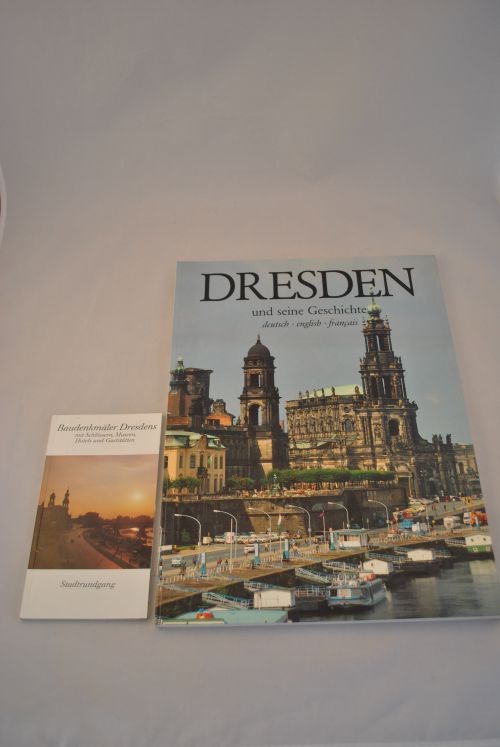 DRESDEN
und seine Geschichte
deutsch · english · français
Baudenkmäler Dresdens
mit Schlössern, Museen,
Hotels und Gaststätten
Stadtrundgang